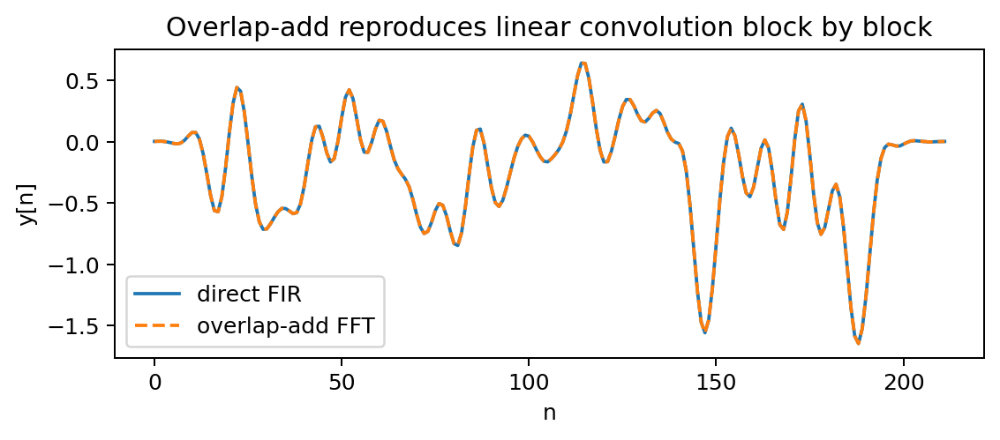 Overlap-add reproduces linear convolution block by block
y[n]
0.5
0.0
−0.5
−1.0
−1.5
direct FIR
overlap-add FFT
0 50 100 150 200
n